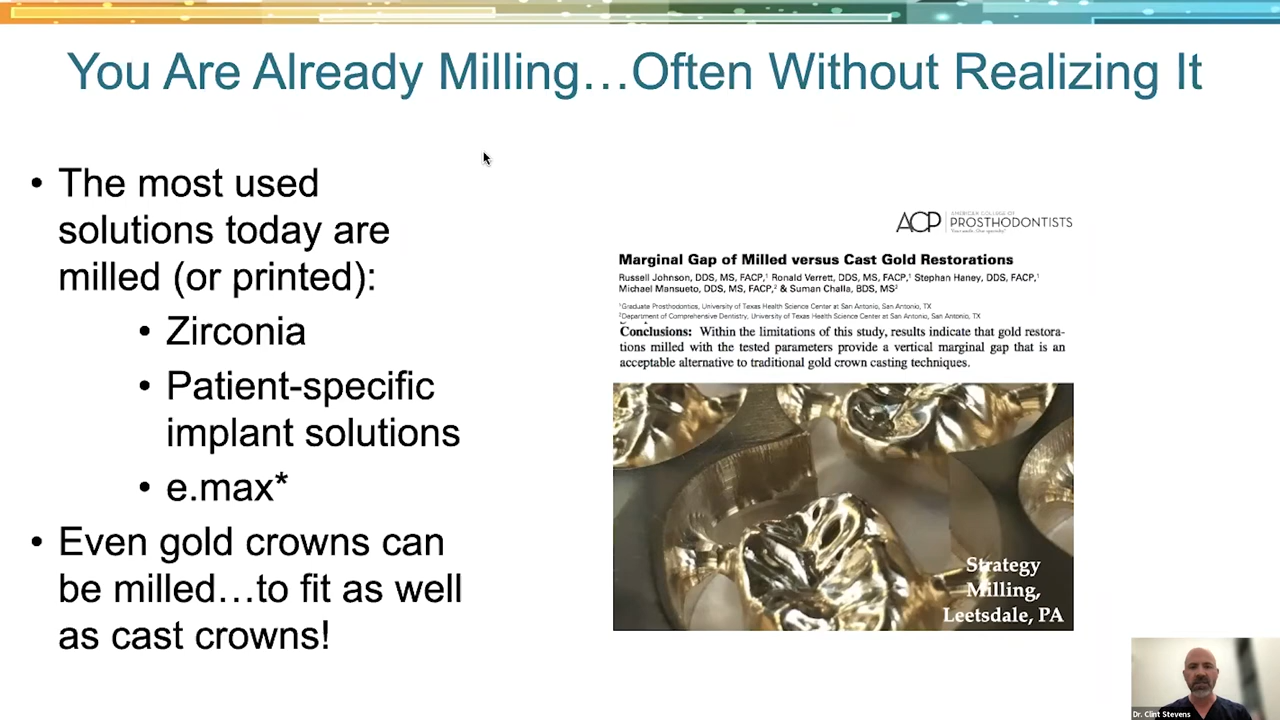 You Are Already Milling…Often Without Realizing It
• The most used
solutions today are
milled (or printed):
• Zirconia
• Patient-specific
implant solutions
• e.max*
• Even gold crowns can
be milled…to fit as well
as cast crowns!
ACP
AMERICAN COLLEGE OF
PROSTHODONTISTS
Your smile. Our specialty.
Marginal Gap of Milled versus Cast Gold Restorations
Russell Johnson, DDS, MS, FACP,¹ Ronald Verrett, DDS, MS, FACP,¹ Stephan Haney, DDS, FACP,¹
Michael Mansueto, DDS, MS, FACP,² & Suman Challa, BDS, MS²
¹Graduate Prosthodontics, University of Texas Health Science Center at San Antonio, San Antonio, TX
²Department of Comprehensive Dentistry, University of Texas Health Science Center at San Antonio, San Antonio, TX
Conclusions: Within the limitations of this study, results indicate that gold restora-
tions milled with the tested parameters provide a vertical marginal gap that is an
acceptable alternative to traditional gold crown casting techniques.
Strategy
Milling,
Leetsdale, PA
Dr. Clint Stevens